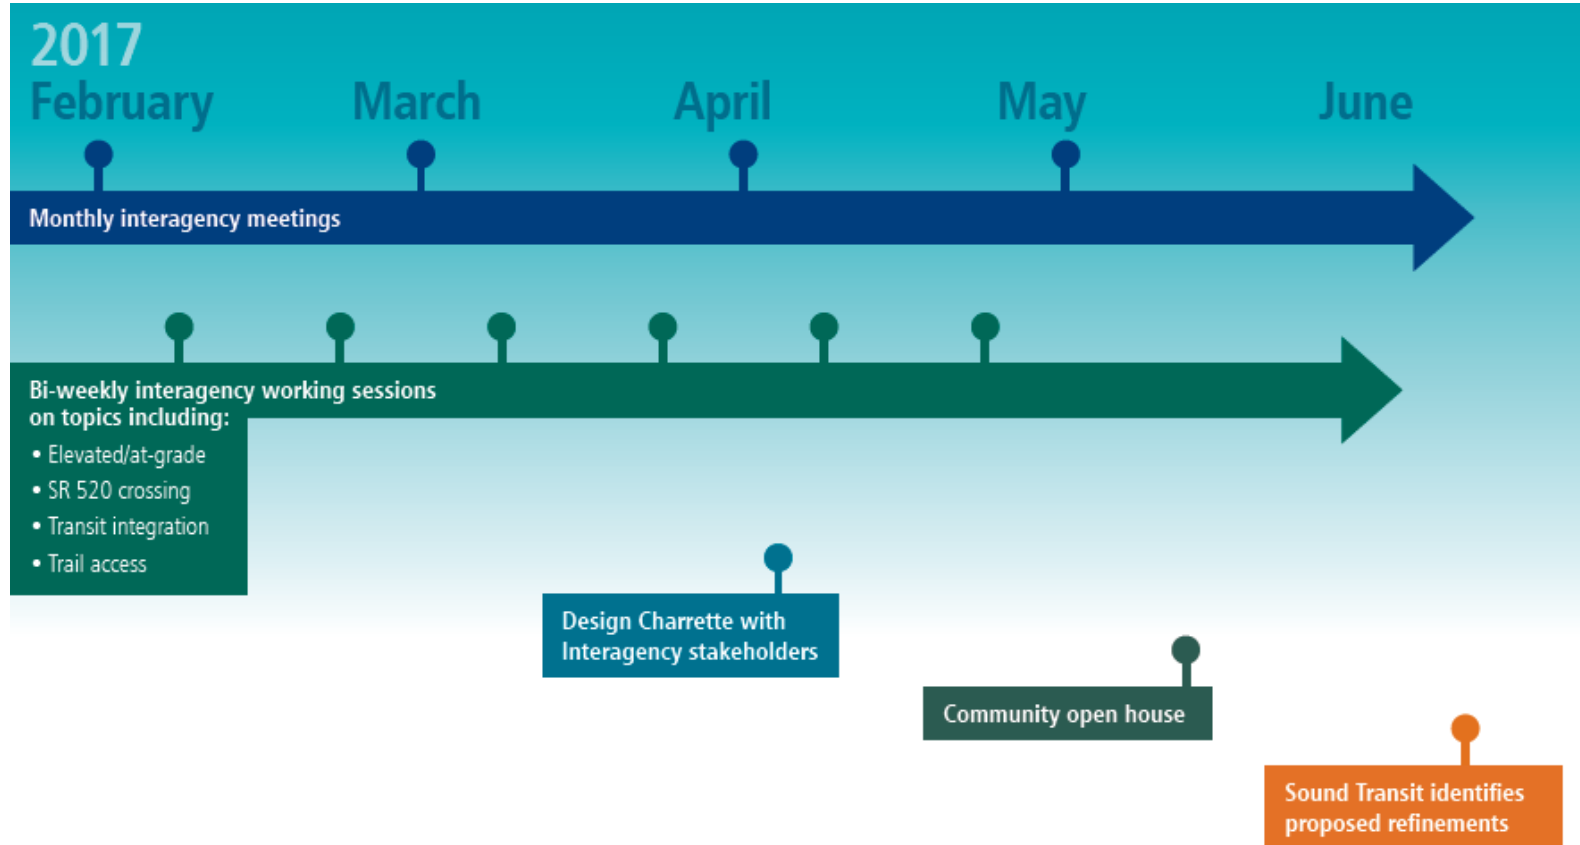 2017
February March April May June
Monthly interagency meetings
Bi-weekly interagency working sessions
on topics including:
• Elevated/at-grade
• SR 520 crossing
• Transit integration
• Trail access
Design Charrette with
Interagency stakeholders
Community open house
Sound Transit identifies
proposed refinements